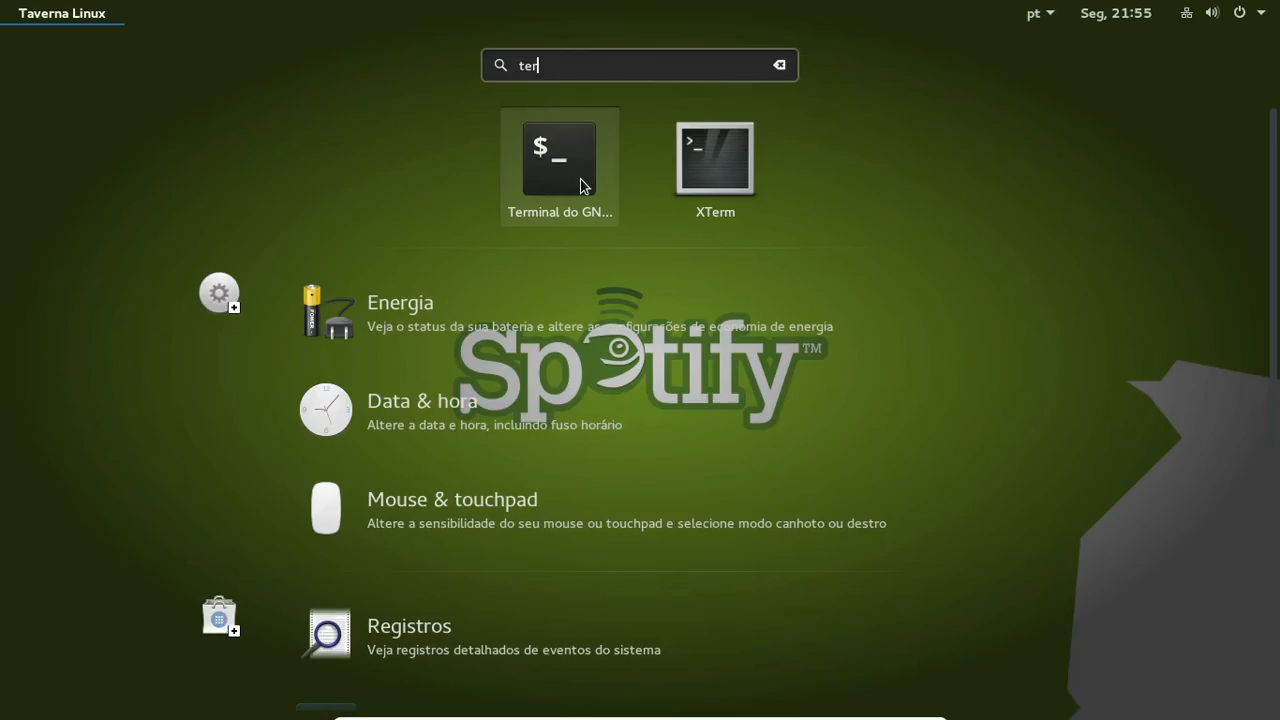 Taverna Linux
pt
Seg, 21:55
ter
$_
>_
Terminal do GN...
XTerm
Energia
Veja o status da sua bateria e altere as configurações de economia de energia
Spotify™
Data & hora
Altere a data e hora, incluindo fuso horário
Mouse & touchpad
Altere a sensibilidade do seu mouse ou touchpad e selecione modo canhoto ou destro
Registros
Veja registros detalhados de eventos do sistema